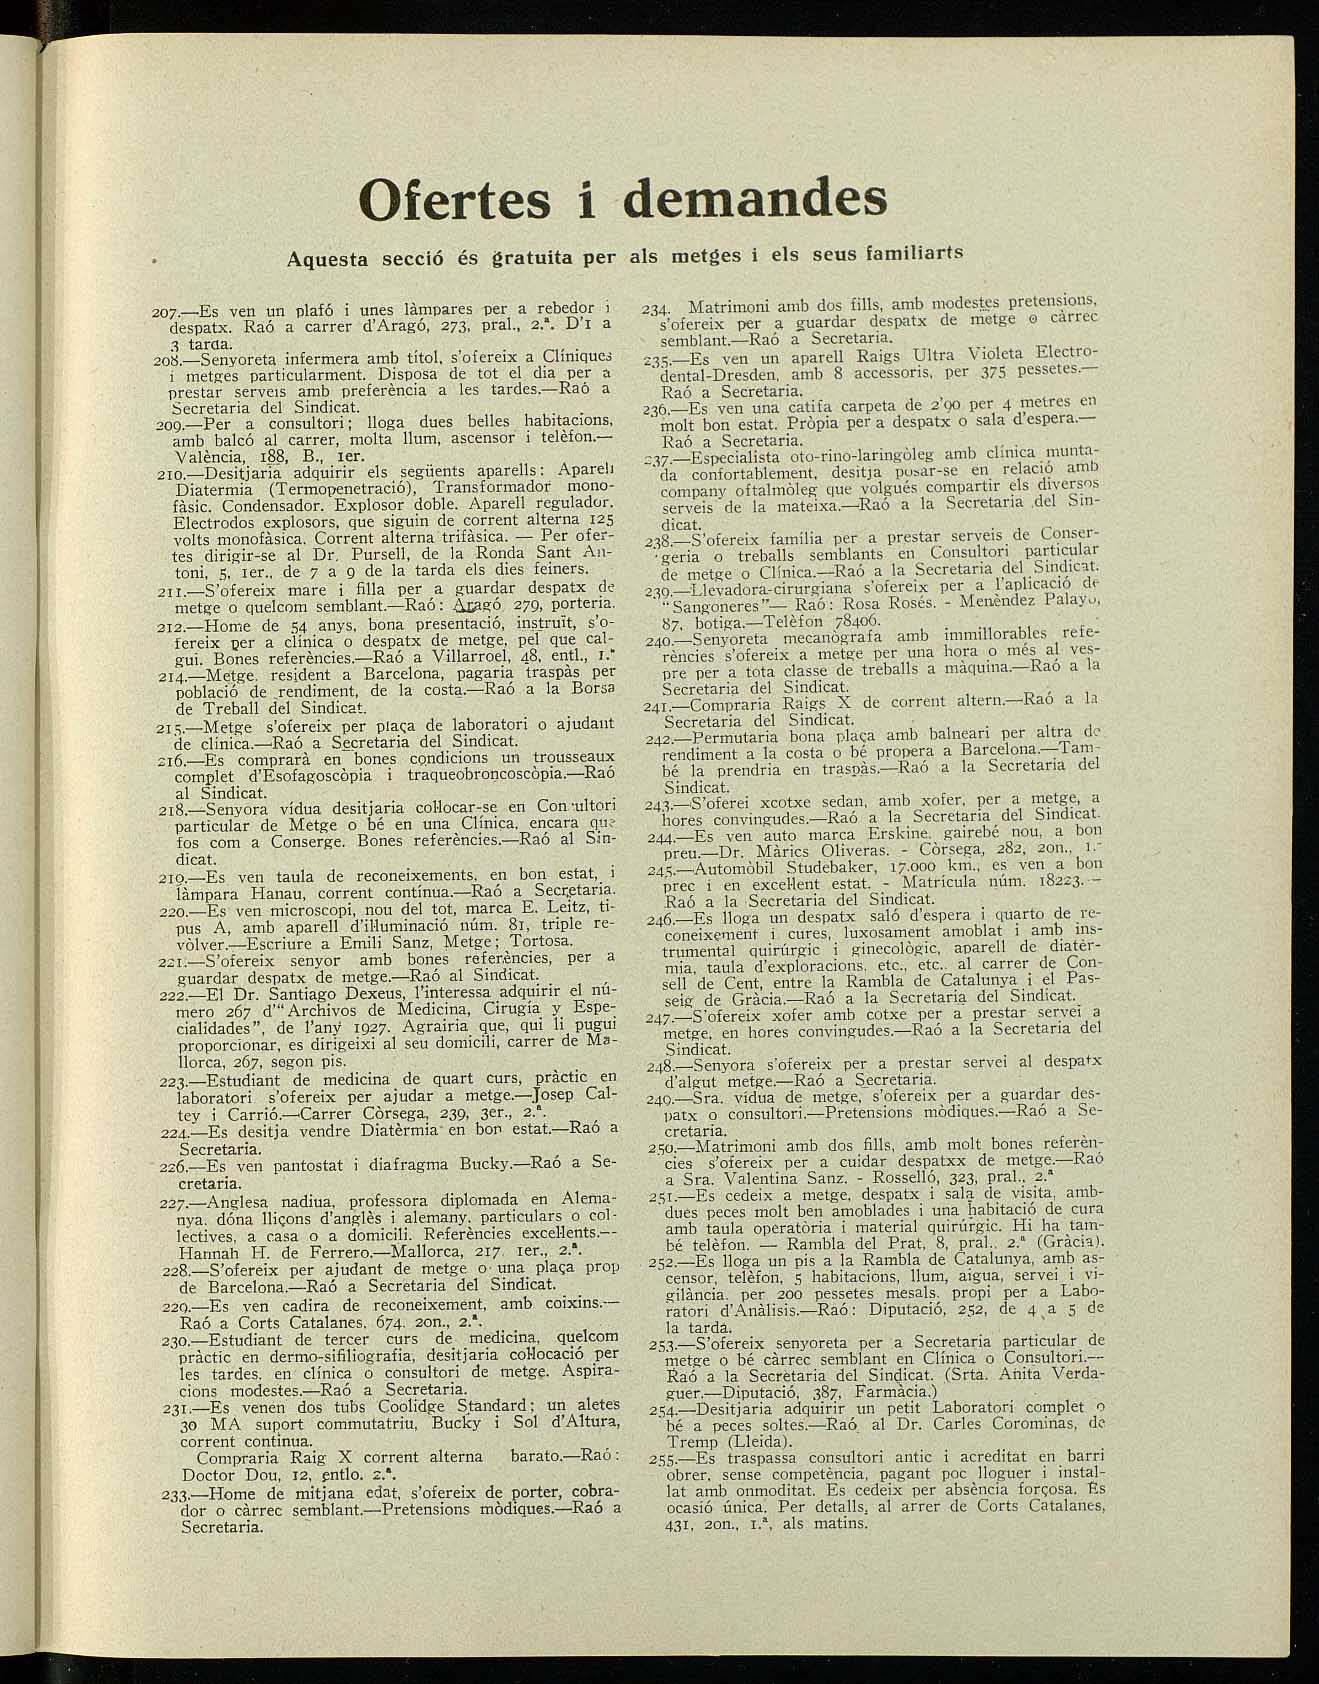 Ofertes i demandes
Aquesta secció és gratuita per als metges i els seus familiarts
207.—Es ven un plafó i unes làmpares per a rebedor i
despatx. Raó a carrer d'Aragó, 273, pral., 2.ª. D'1 a
3 tarda.
208.—Senyoreta infermera amb títol, s'ofereix a Cliniques
i metges particularment. Disposa de tot el dia per a
prestar serveis amb preferència a les tardes.—Raó a
Secretaria del Sindicat.
209.—Per a consultori; lloga dues belles habitacions,
amb balcó al carrer, molta llum, ascensor i telèfon.—
València, 188, B., 1er.
210.—Desitjaria adquirir els següents aparells: Aparell
Diatermia (Termopenetració), Transformador mono-
fàsic. Condensador. Explosor doble. Aparell regulador.
Electrodos explosors, que siguin de corrent alterna 125
volts monofàsica. Corrent alterna trifàsica. — Per ofer-
tes dirigir-se al Dr. Pursell, de la Ronda Sant An-
toni, 5, 1er., de 7 a 9 de la tarda els dies feiners.
211.—S'ofereix mare i filla per a guardar despatx de
metge o quelcom semblant.—Raó: Aragó 279, porteria.
212.—Home de 54 anys, bona presentació, instruït, s'o-
fereix per a clínica o despatx de metge, pel que cal-
gui. Bones referències.—Raó a Villarroel, 48, entl., 1.ª
214.—Metge. resident a Barcelona, pagaria traspàs per
població de rendiment, de la costa.—Raó a la Borsa
de Treball del Sindicat.
215.—Metge s'ofereix per plaça de laboratori o ajudant
de clínica.—Raó a Secretaria del Sindicat.
216.—Es comprarà en bones condicions un trousseaux
complet d'Esofagoscòpia i traqueobroncoscòpia.—Raó
al Sindicat.
218.—Senyora vídua desitjaria col·locar-se en Consultori
particular de Metge o bé en una Clínica, encara que
fos com a Conserge. Bones referències.—Raó al Sin-
dicat.
219.—Es ven taula de reconeixements, en bon estat, i
làmpara Hanau, corrent contínua.—Raó a Secretaria.
220.—Es ven microscopi, nou del tot, marca E. Leitz, ti-
pus A, amb aparell d'il·luminació núm. 81, triple re-
vòlver.—Escriure a Emili Sanz, Metge; Tortosa.
221.—S'ofereix senyor amb bones referències, per a
guardar despatx de metge.—Raó al Sindicat.
222.—El Dr. Santiago Dexeus, l'interessa adquirir el nú-
mero 267 d'"Archivos de Medicina, Cirugía y Espe-
cialidades", de l'any 1927. Agrairia que, qui li pugui
proporcionar, es dirigeixi al seu domicili, carrer de Ma-
llorca, 267, segon pis.
223.—Estudiant de medicina de quart curs, pràctic en
laboratori s'ofereix per ajudar a metge.—Josep Cal-
tey i Carrió.—Carrer Còrsega, 239, 3er., 2.ª.
224.—Es desitja vendre Diatèrmia en bon estat.—Raó a
Secretaria.
226.—Es ven pantostat i diafragma Bucky.—Raó a Se-
cretaria.
227.—Anglesa nadiua, professora diplomada en Alema-
nya. dóna lliçons d'anglès i alemany. particulars o col-
lectives, a casa o a domicili. Referències excel·lents.—
Hannah H. de Ferrero.—Mallorca, 217. 1er., 2.ª.
228.—S'ofereix per ajudant de metge o una plaça prop
de Barcelona.—Raó a Secretaria del Sindicat.
229.—Es ven cadira de reconeixement, amb coixins.—
Raó a Corts Catalanes, 674. 2on., 2.ª.
230.—Estudiant de tercer curs de medicina, quelcom
pràctic en dermo-sifiliografia, desitjaria col·locació per
les tardes, en clínica o consultori de metge. Aspira-
cions modestes.—Raó a Secretaria.
231.—Es venen dos tubs Coolidge Standard; un aletes
30 MA suport commutatriu, Bucky i Sol d'Altura,
corrent contínua.
Compraria Raig X corrent alterna barato.—Raó:
Doctor Dou, 12, entlo. 2.ª.
233.—Home de mitjana edat, s'ofereix de porter, cobra-
dor o càrrec semblant.—Pretensions mòdiques.—Raó a
Secretaria.
234. Matrimoni amb dos fills, amb modestes pretensions,
s'ofereix per a guardar despatx de metge o càrrec
semblant.—Raó a Secretaria.
235.—Es ven un aparell Raigs Ultra Violeta Electro-
dental-Dresden, amb 8 accessoris, per 375 pessetes.—
Raó a Secretaria.
236.—Es ven una catifa carpeta de 2'90 per 4 metres en
molt bon estat. Pròpia per a despatx o sala d'espera.—
Raó a Secretaria.
237.—Especialista oto-rino-laringòleg amb clínica munta-
da confortablement, desitja posar-se en relació amb
company oftalmòleg que volgués compartir els diversos
serveis de la mateixa.—Raó a la Secretaria del Sin-
dicat.
238.—S'ofereix família per a prestar serveis de Conser-
geria o treballs semblants en Consultori particular
de metge o Clínica.—Raó a la Secretaria del Sindicat.
239.—Llevadora-cirurgiana s'ofereix per a l'aplicació de
"Sangoneres"— Raó: Rosa Rosés. - Menèndez Palayo,
87, botiga.—Telèfon 78406.
240.—Senyoreta mecanògrafa amb immillorables refe-
rències s'ofereix a metge per una hora o més al ves-
pre per a tota classe de treballs a màquina.—Raó a la
Secretaria del Sindicat.
241.—Compraria Raigs X de corrent altern.—Raó a la
Secretaria del Sindicat.
242.—Permutaria bona plaça amb balneari per altra de
rendiment a la costa o bé propera a Barcelona.—Tam-
bé la prendria en traspàs.—Raó a la Secretaria del
Sindicat.
243.—S'oferei xcotxe sedan, amb xofer, per a metge, a
hores convingudes.—Raó a la Secretaria del Sindicat.
244.—Es ven auto marca Erskine, gairebé nou, a bon
preu.—Dr. Màrics Oliveras. - Còrsega, 282, 2on., 1.ª
245.—Automòbil Studebaker, 17.000 km., es ven a bon
prec i en excel·lent estat. - Matrícula núm. 18223.—
Raó a la Secretaria del Sindicat.
246.—Es lloga un despatx saló d'espera i quarto de re-
coneixement i cures, luxosament amoblat i amb ins-
trumental quirúrgic i ginecològic, aparell de diatèr-
mia, taula d'exploracions, etc., etc., al carrer de Con-
sell de Cent, entre la Rambla de Catalunya i el Pas-
seig de Gràcia.—Raó a la Secretaria del Sindicat.
247.—S'ofereix xofer amb cotxe per a prestar servei a
metge, en hores convingudes.—Raó a la Secretaria del
Sindicat.
248.—Senyora s'ofereix per a prestar servei al despatx
d'algut metge.—Raó a Secretaria.
249.—Sra. vídua de metge, s'ofereix per a guardar des-
patx o consultori.—Pretensions mòdiques.—Raó a Se-
cretaria.
250.—Matrimoni amb dos fills, amb molt bones referèn-
cies s'ofereix per a cuidar despatxx de metge.—Raó
a Sra. Valentina Sanz. - Rosselló, 323, pral., 2.ª
251.—Es cedeix a metge, despatx i sala de visita, amb-
dues peces molt ben amoblades i una habitació de cura
amb taula operatòria i material quirúrgic. Hi ha tam-
bé telèfon. — Rambla del Prat, 8, pral., 2.ª (Gràcia).
252.—Es lloga un pis a la Rambla de Catalunya, amb as-
censor, telèfon, 5 habitacions, llum, aigua, servei i vi-
gilància. per 200 pessetes mesals. propi per a Labo-
ratori d'Anàlisis.—Raó: Diputació, 252, de 4 a 5 de
la tarda.
253.—S'ofereix senyoreta per a Secretaria particular de
metge o bé càrrec semblant en Clínica o Consultori.—
Raó a la Secretaria del Sindicat. (Srta. Anita Verda-
guer.—Diputació, 387, Farmàcia.)
254.—Desitjaria adquirir un petit Laboratori complet o
bé a peces soltes.—Raó al Dr. Carles Corominas, de
Tremp (Lleida).
255.—Es traspassa consultori antic i acreditat en barri
obrer, sense competència, pagant poc lloguer i instal-
lat amb onmoditat. Es cedeix per absència forçosa. Es
ocasió única. Per detalls, al arrer de Corts Catalanes,
431, 2on., 1.ª, als matins.